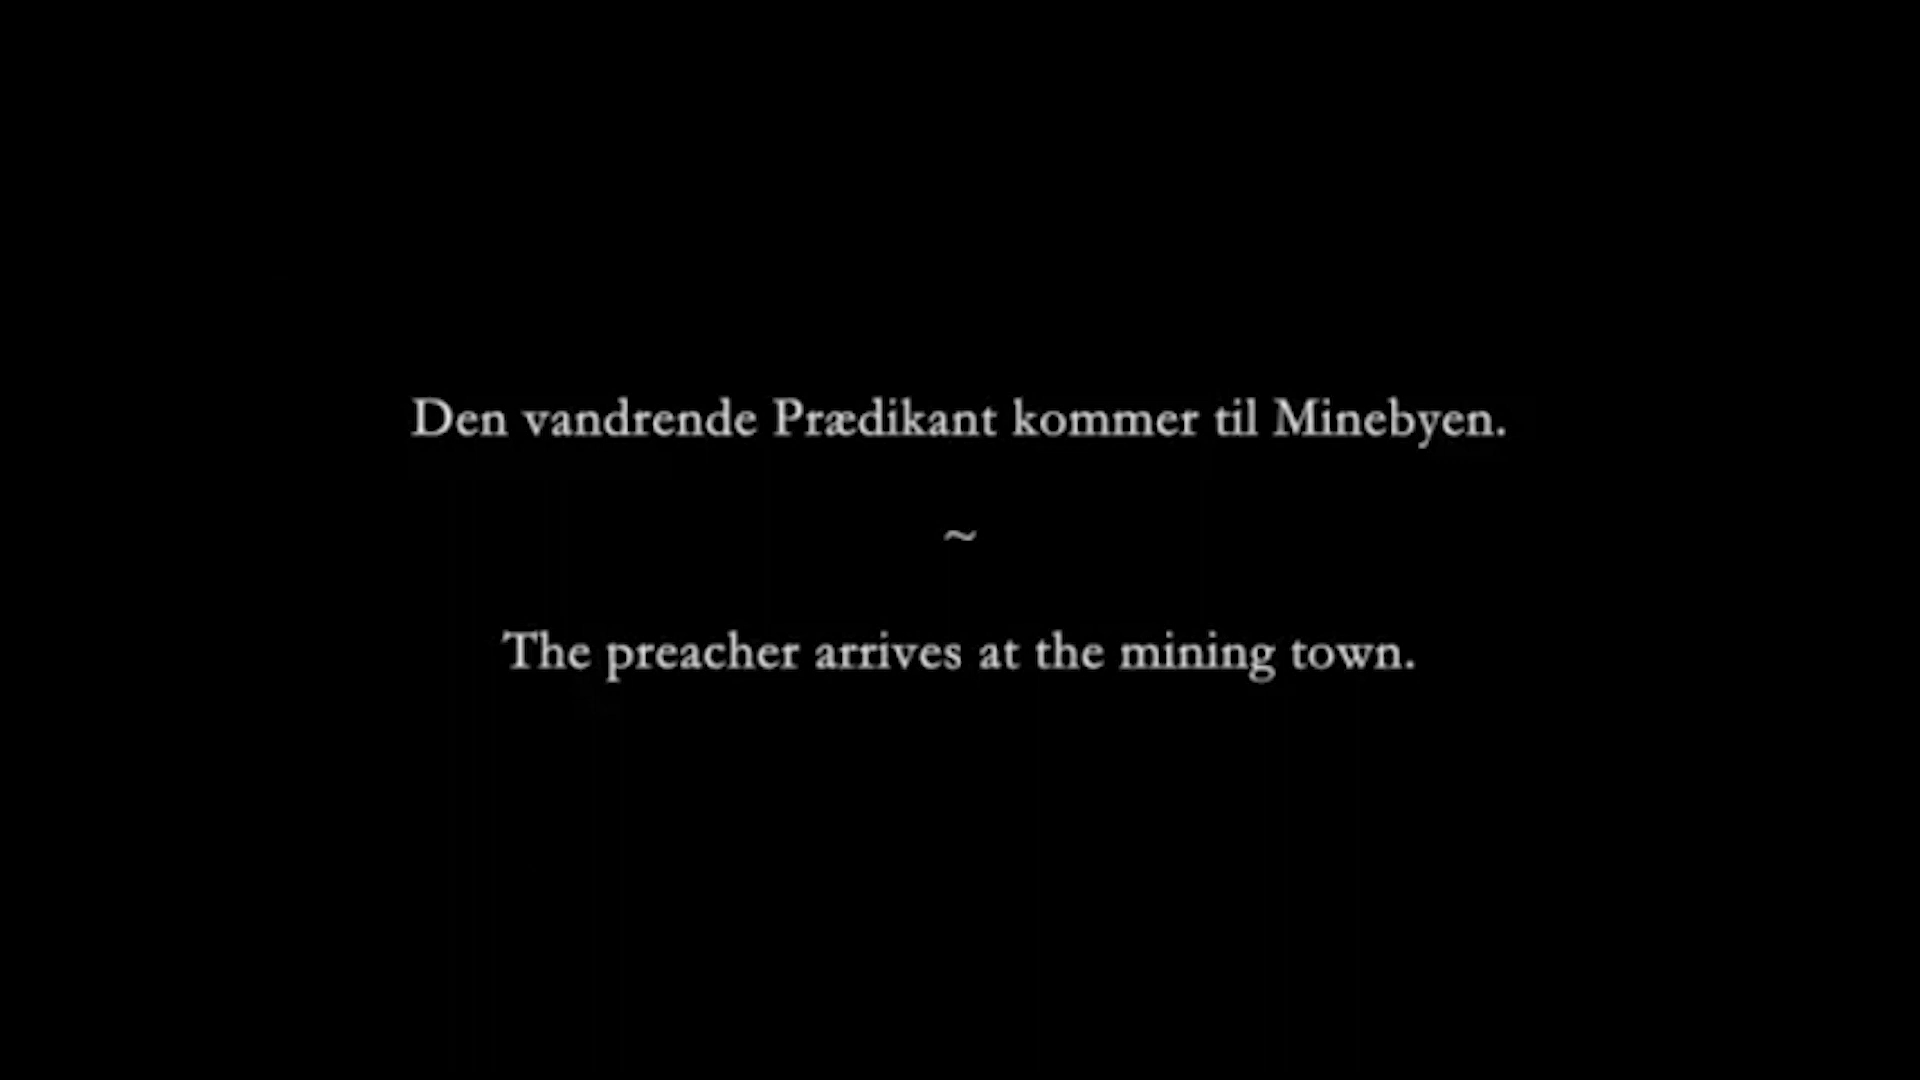 Den vandrende Prædikant kommer til Minebyen.
~
The preacher arrives at the mining town.